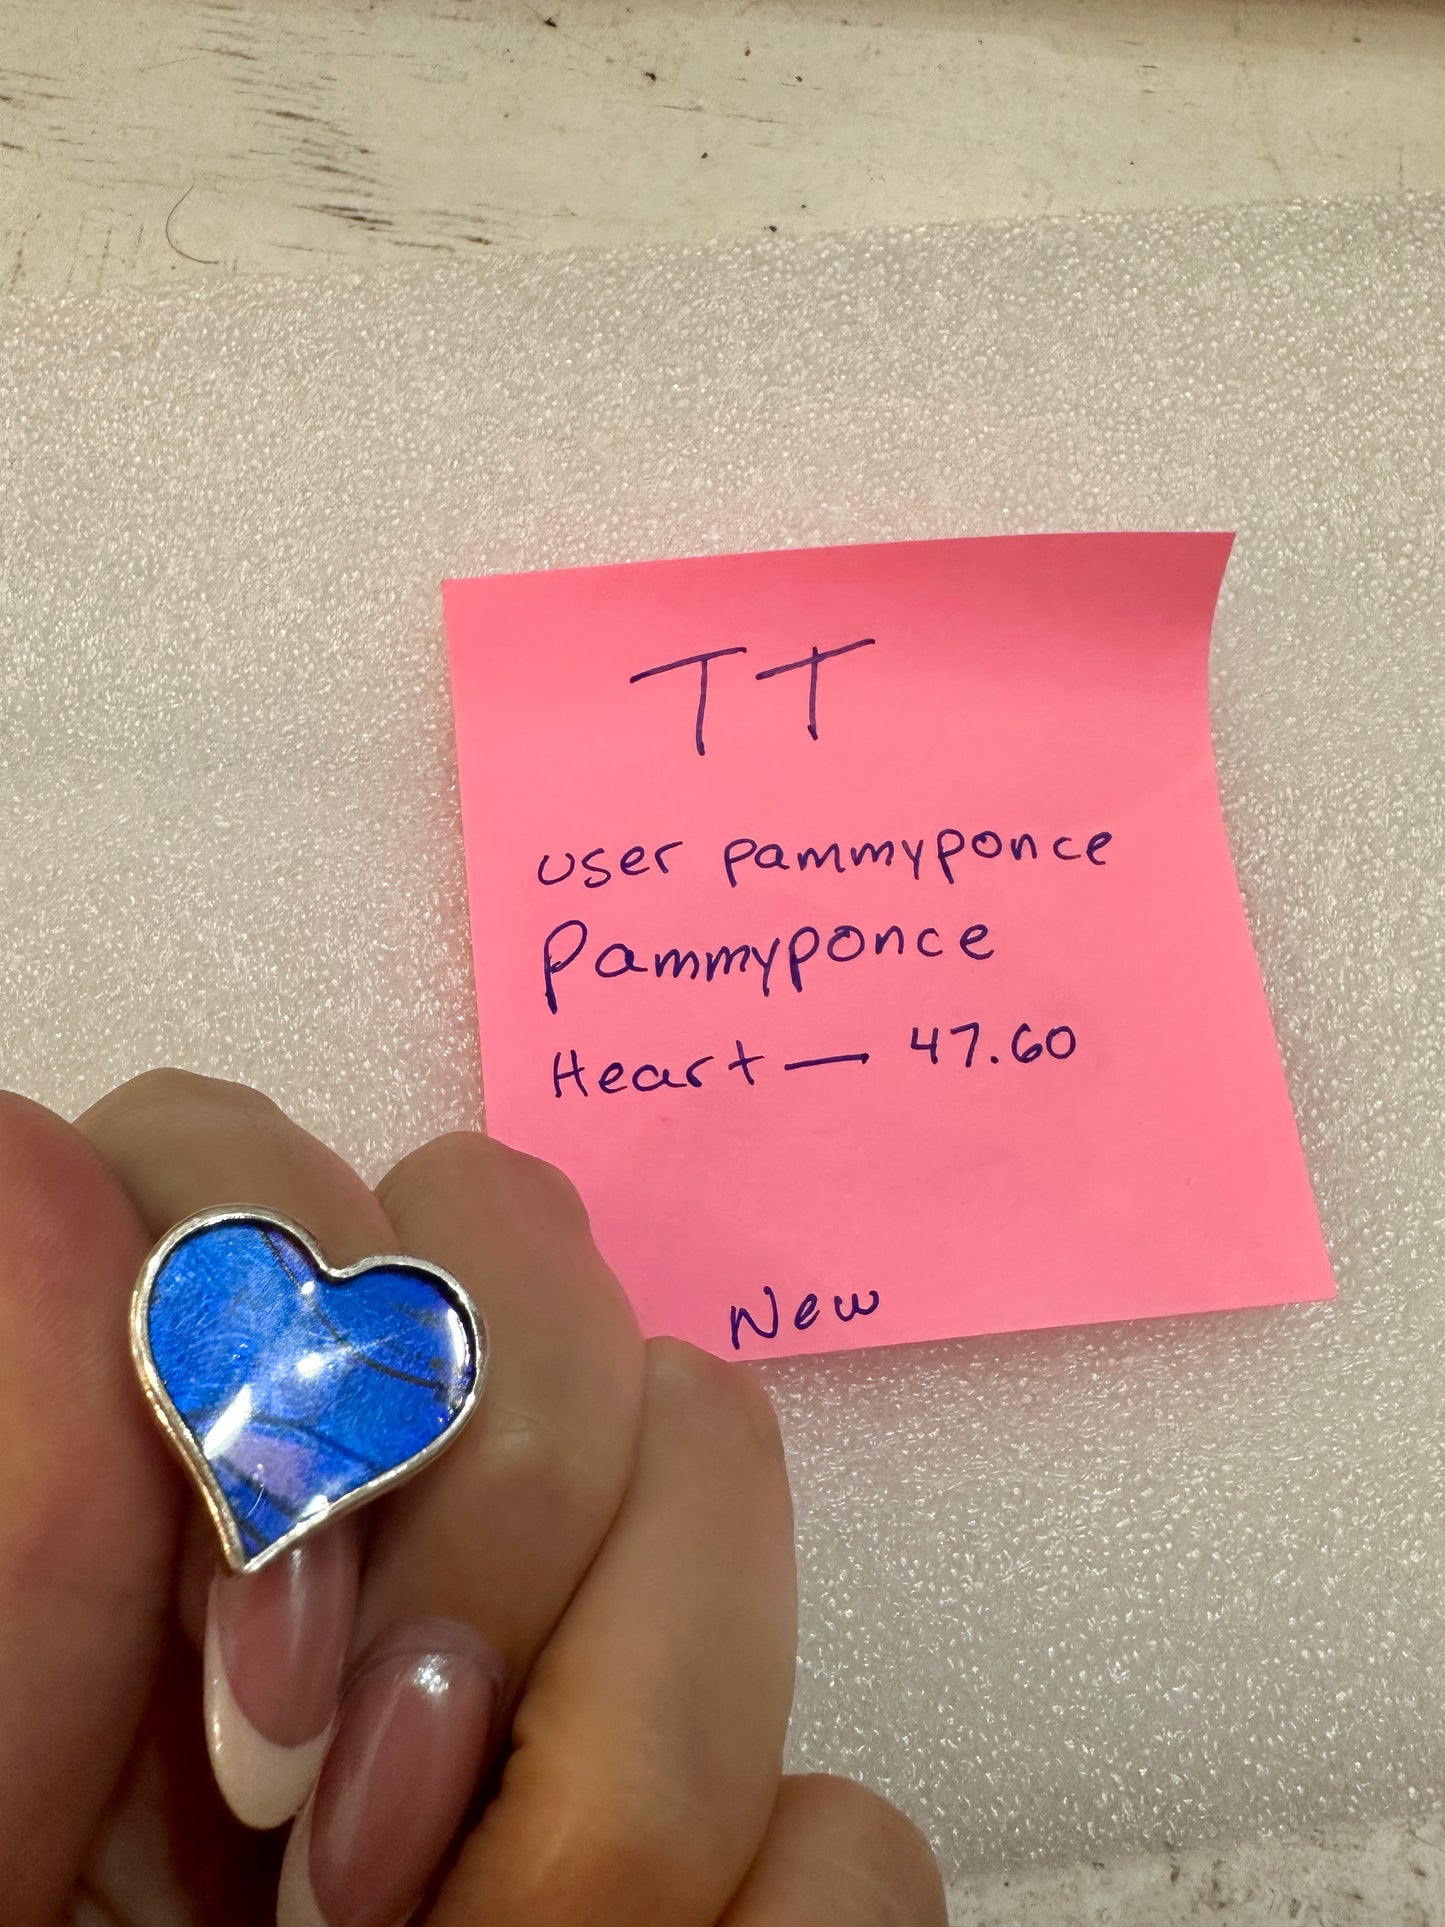 TT
user pammyponce
Pammyponce
Heart — 47.60
New